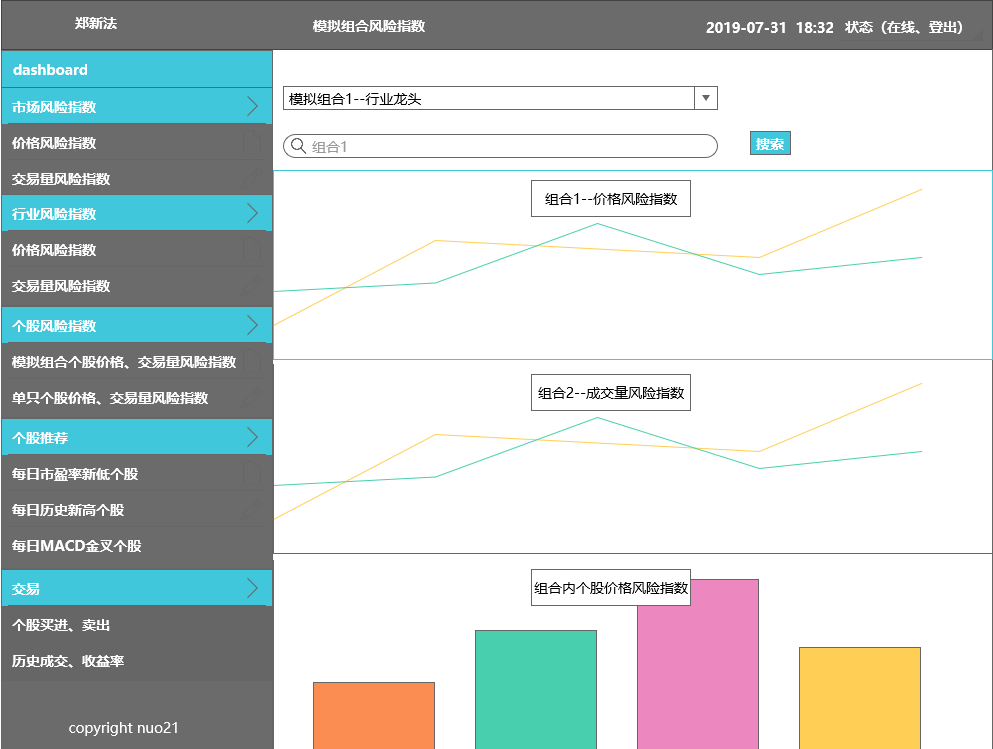 郑新法
模拟组合风险指数
2019-07-31 18:32 状态（在线、登出）
dashboard
市场风险指数
价格风险指数
交易量风险指数
行业风险指数
价格风险指数
交易量风险指数
个股风险指数
模拟组合个股价格、交易量风险指数
单只个股价格、交易量风险指数
个股推荐
每日市盈率新低个股
每日历史新高个股
每日MACD金叉个股
交易
个股买进、卖出
历史成交、收益率
copyright nuo21
模拟组合1--行业龙头
组合1
搜索
组合1--价格风险指数
组合2--成交量风险指数
组合内个股价格风险指数